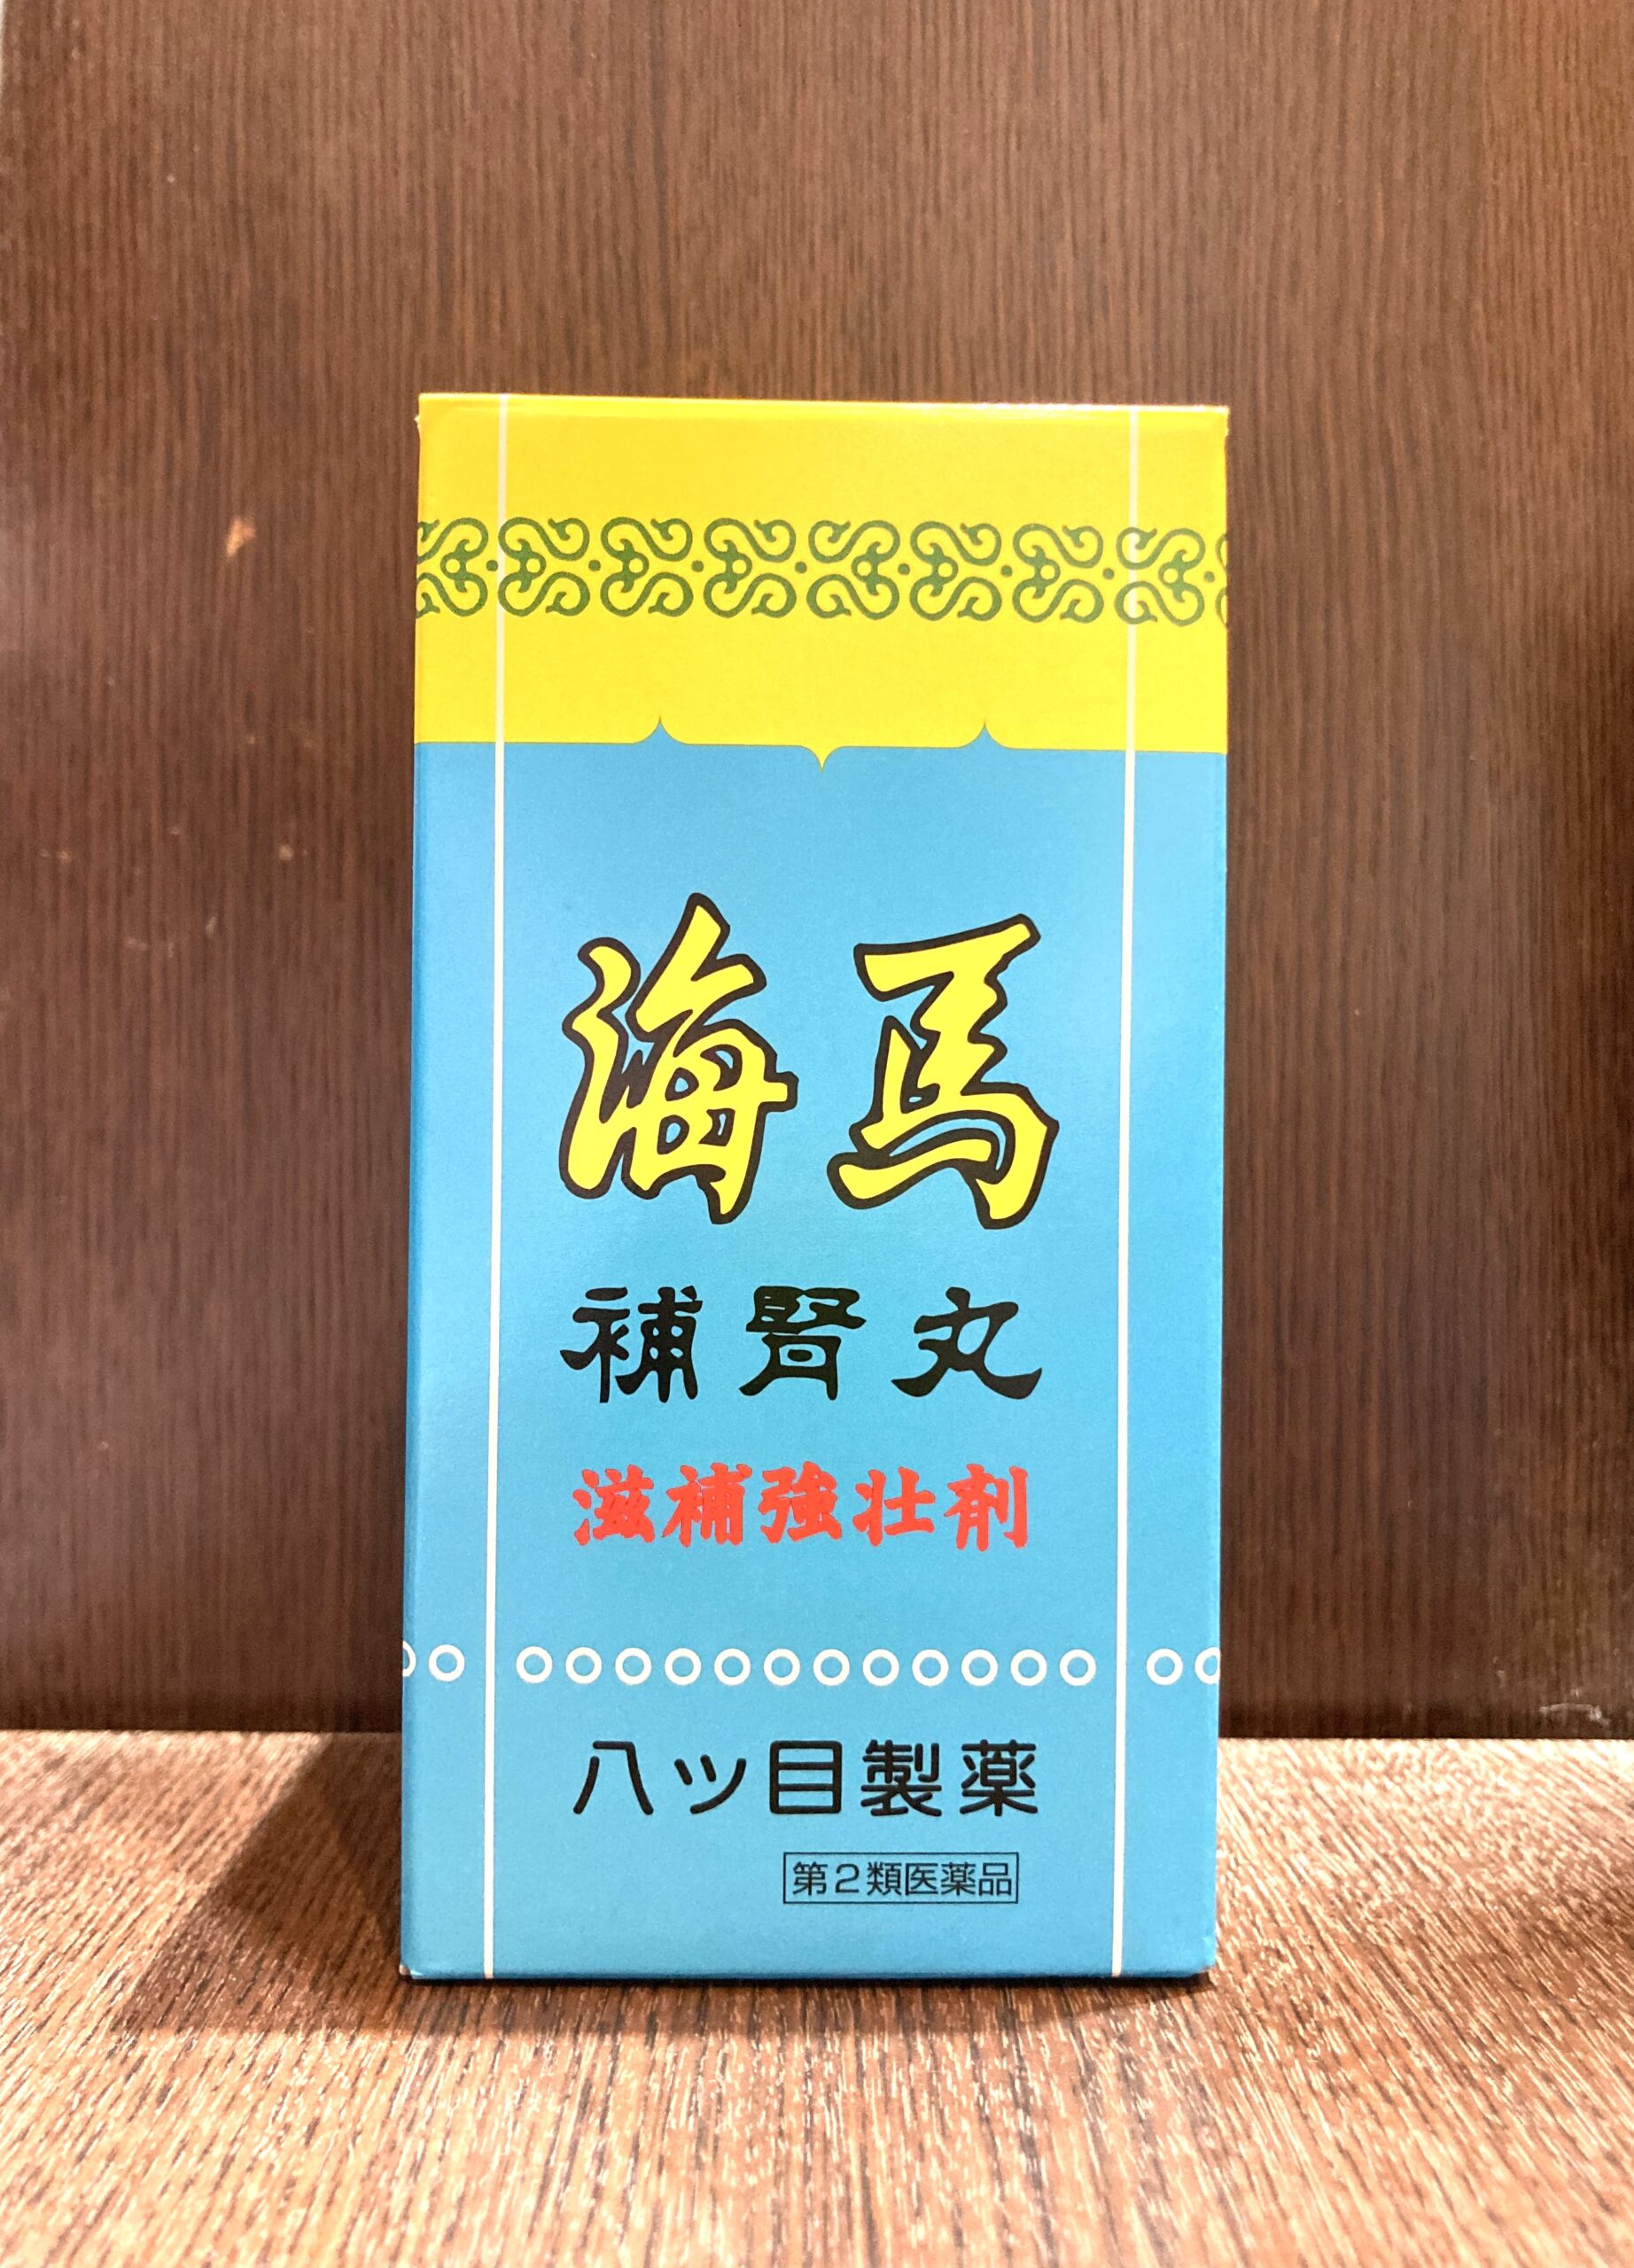 海馬
補腎丸
滋補強壮剤
八ッ目製薬
第2類医薬品